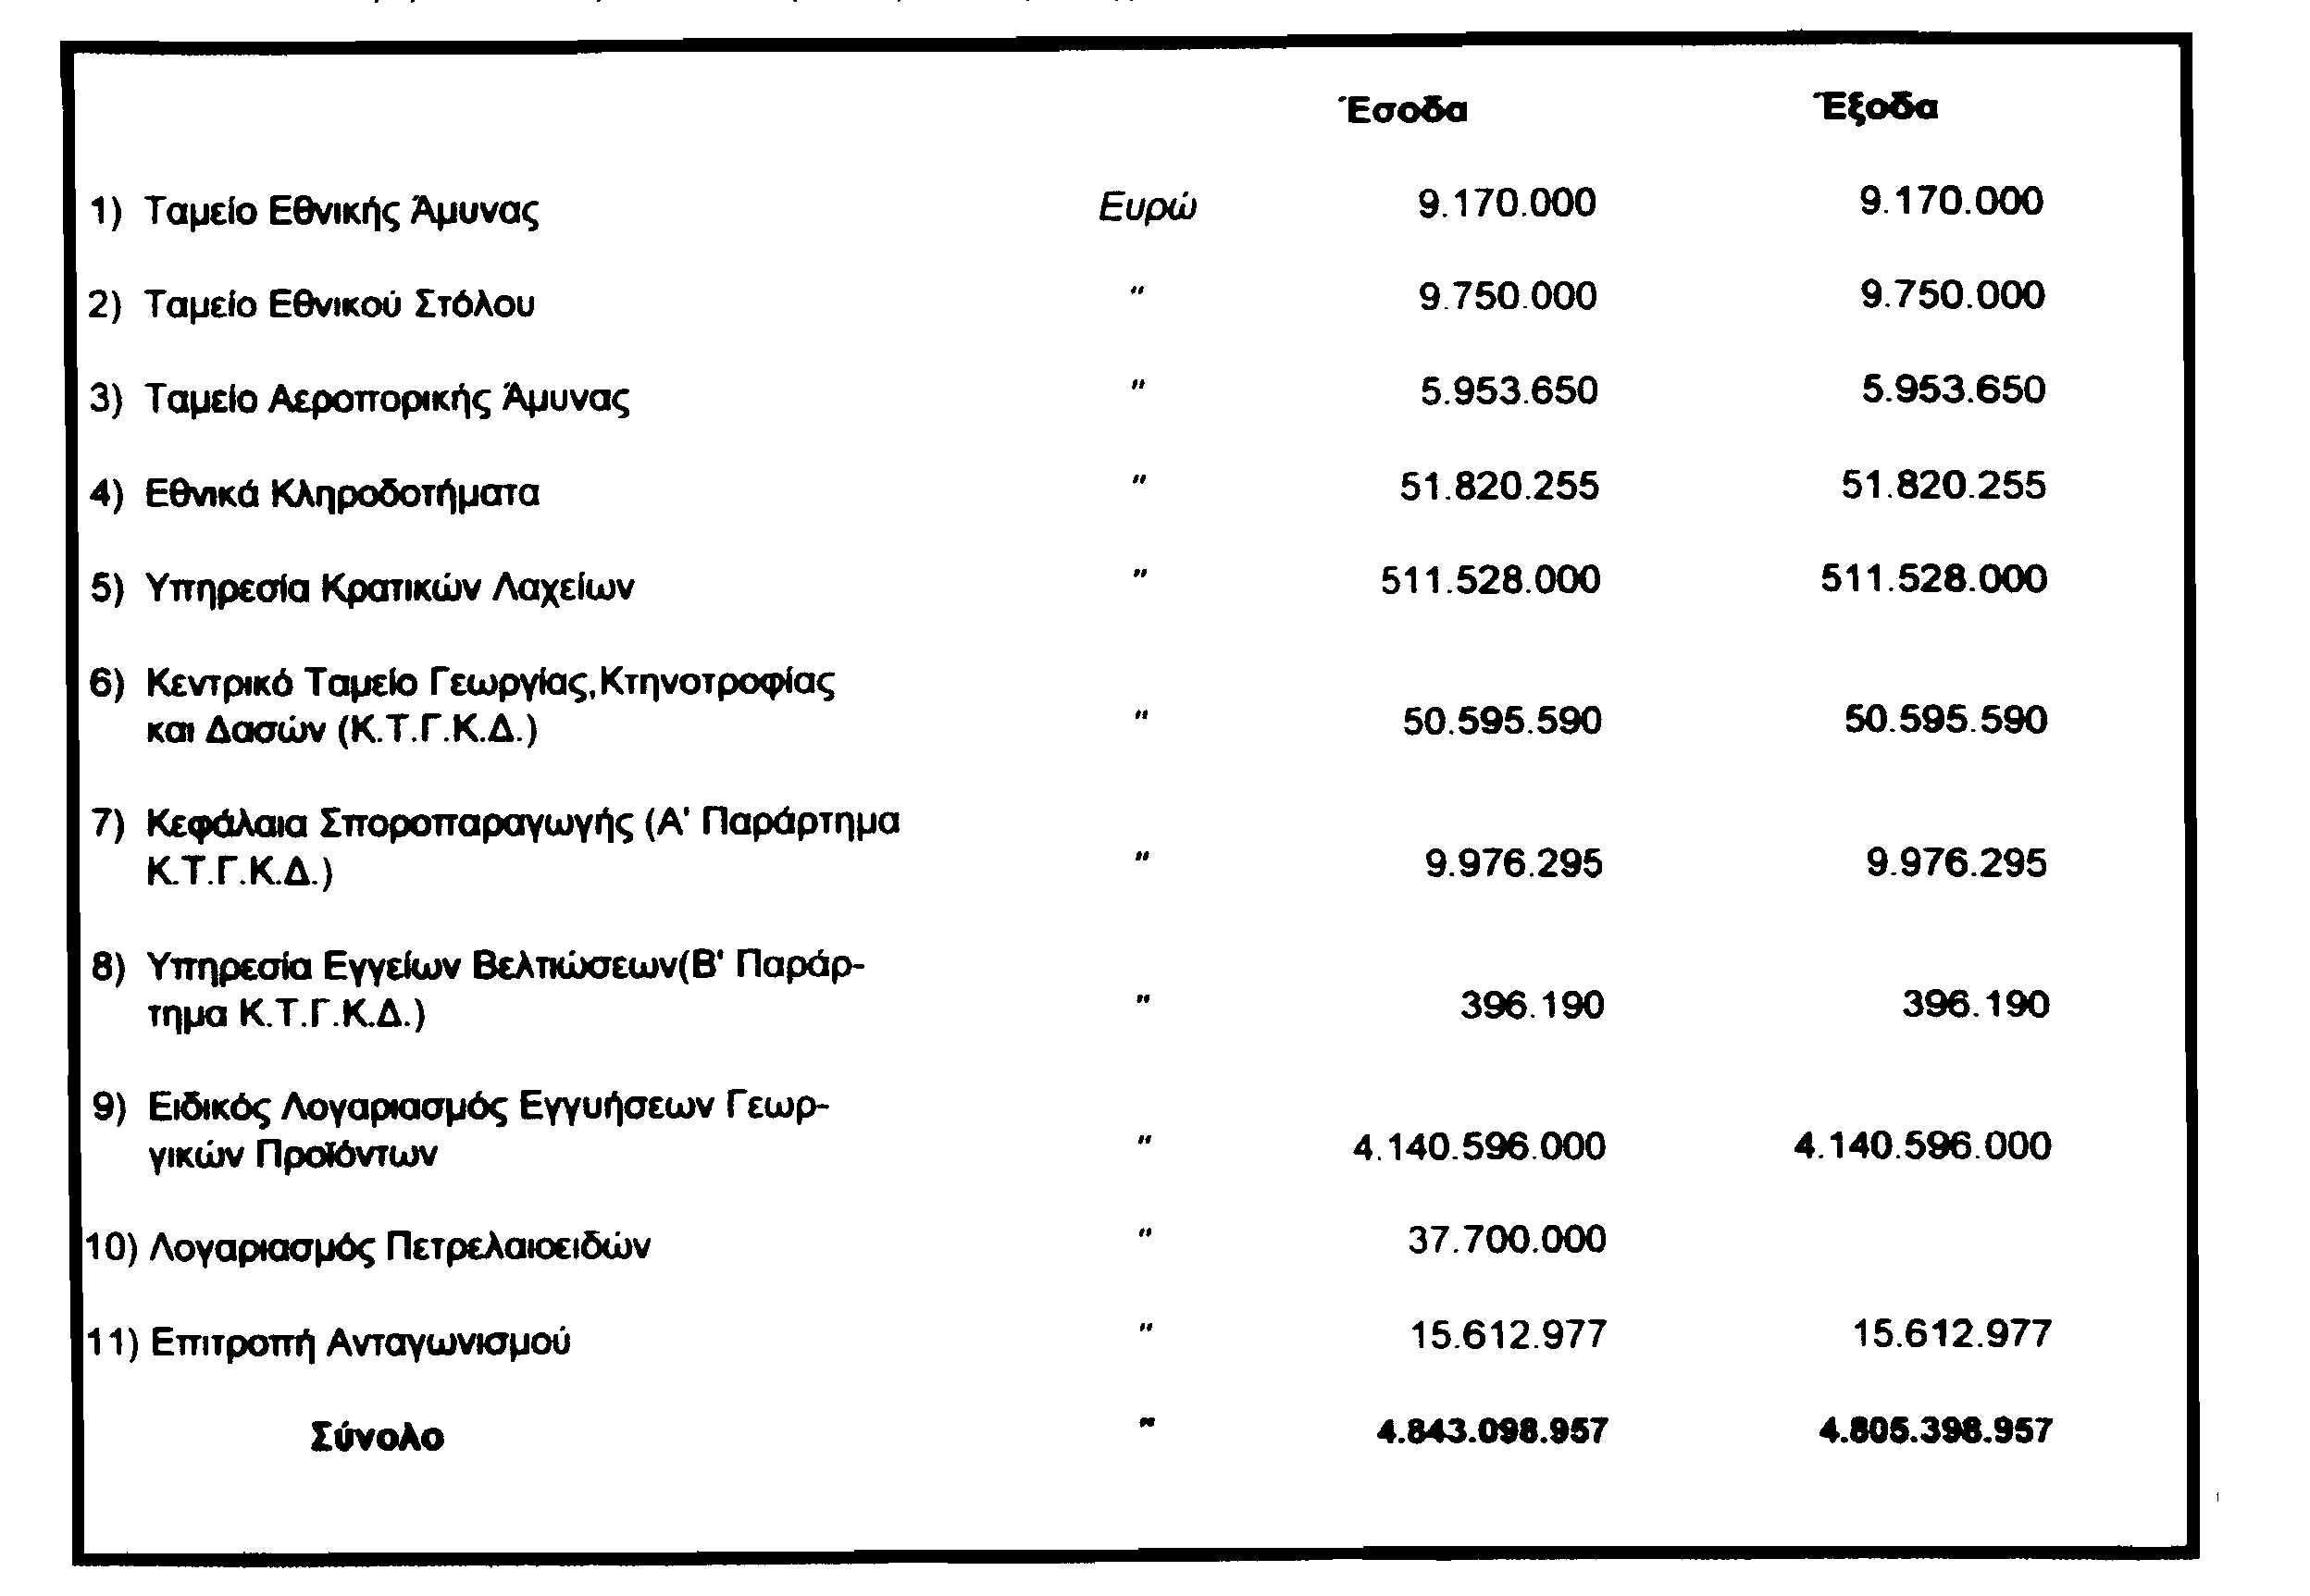 Έσοδα Έξοδα
1) Ταμείο Εθνικής Άμυνας Ευρώ 9.170.000 9.170.000
2) Ταμείο Εθνικού Στόλου " 9.750.000 9.750.000
3) Ταμείο Αεροπορικής Άμυνας " 5.953.650 5.953.650
4) Εθνικά Κληροδοτήματα " 51.820.255 51.820.255
5) Υπηρεσία Κρατικών Λαχείων " 511.528.000 511.528.000
6) Κεντρικό Ταμείο Γεωργίας,Κτηνοτροφίας
και Δασών (Κ.Τ.Γ.Κ.Δ.) " 50.595.590 50.595.590
7) Κεφάλαια Σποροπαραγωγής (Α' Παράρτημα
Κ.Τ.Γ.Κ.Δ.) " 9.976.295 9.976.295
8) Υπηρεσία Εγγείων Βελτιώσεων(Β' Παράρ-
τημα Κ.Τ.Γ.Κ.Δ.) " 396.190 396.190
9) Ειδικός Λογαριασμός Εγγυήσεων Γεωρ-
γικών Προϊόντων " 4.140.596.000 4.140.596.000
10) Λογαριασμός Πετρελαιοειδών " 37.700.000
11) Επιτροπή Ανταγωνισμού " 15.612.977 15.612.977
Σύνολο " 4.843.098.957 4.805.398.957